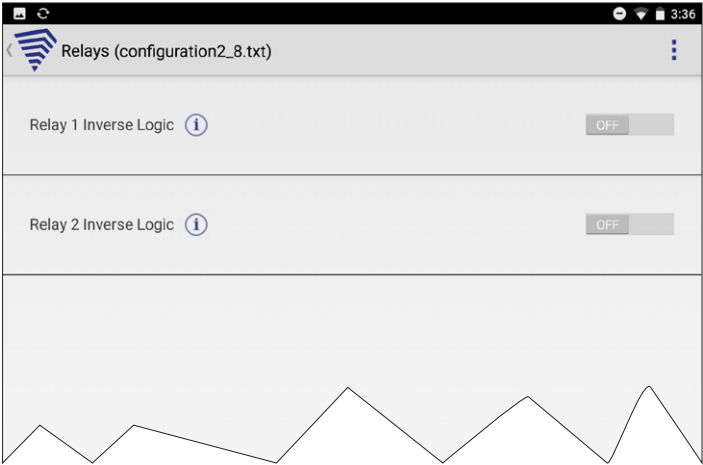 3:36
Relays (configuration2_8.txt)
Relay 1 Inverse Logic i OFF
Relay 2 Inverse Logic i OFF